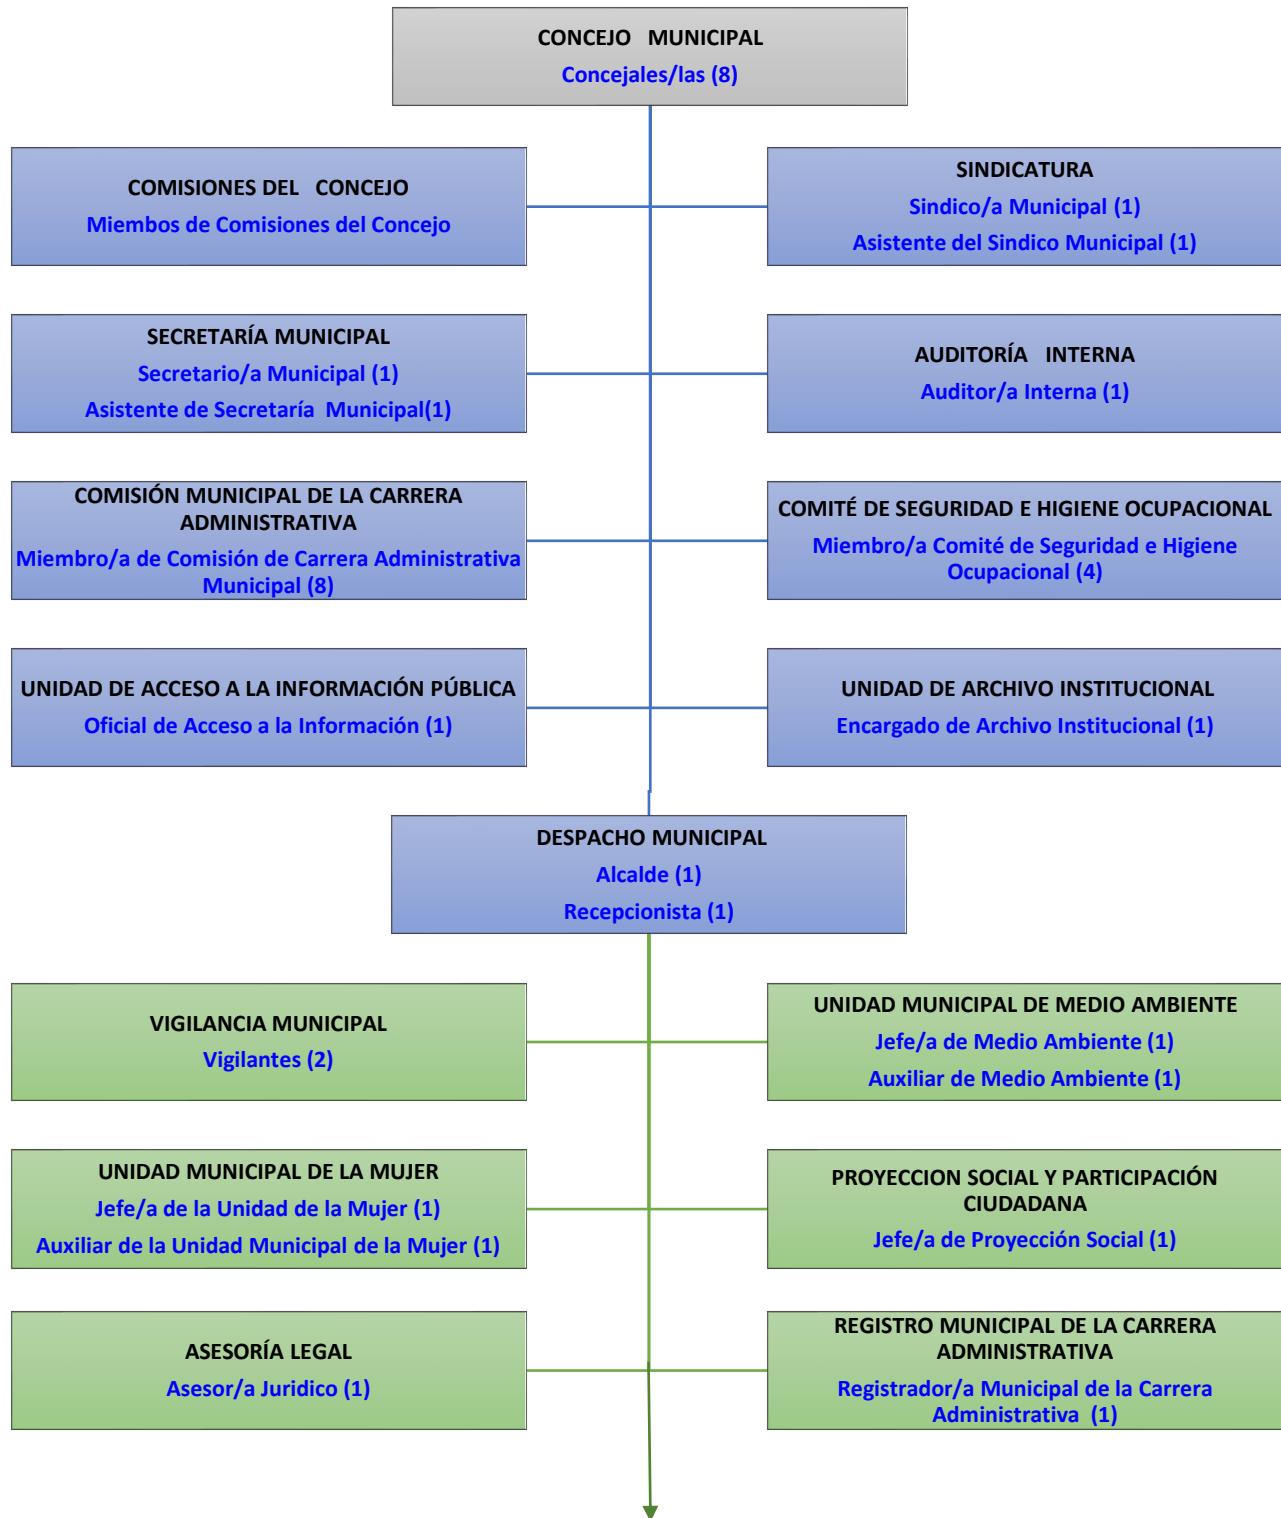 CONCEJO MUNICIPAL
Concejales/las (8)
COMISIONES DEL CONCEJO
Miembos de Comisiones del Concejo
SINDICATURA
Sindico/a Municipal (1)
Asistente del Sindico Municipal (1)
SECRETARÍA MUNICIPAL
Secretario/a Municipal (1)
Asistente de Secretaría Municipal(1)
AUDITORÍA INTERNA
Auditor/a Interna (1)
COMISIÓN MUNICIPAL DE LA CARRERA
ADMINISTRATIVA
Miembro/a de Comisión de Carrera Administrativa
Municipal (8)
COMITÉ DE SEGURIDAD E HIGIENE OCUPACIONAL
Miembro/a Comité de Seguridad e Higiene
Ocupacional (4)
UNIDAD DE ACCESO A LA INFORMACIÓN PÚBLICA
Oficial de Acceso a la Información (1)
UNIDAD DE ARCHIVO INSTITUCIONAL
Encargado de Archivo Institucional (1)
DESPACHO MUNICIPAL
Alcalde (1)
Recepcionista (1)
VIGILANCIA MUNICIPAL
Vigilantes (2)
UNIDAD MUNICIPAL DE MEDIO AMBIENTE
Jefe/a de Medio Ambiente (1)
Auxiliar de Medio Ambiente (1)
UNIDAD MUNICIPAL DE LA MUJER
Jefe/a de la Unidad de la Mujer (1)
Auxiliar de la Unidad Municipal de la Mujer (1)
PROYECCION SOCIAL Y PARTICIPACIÓN
CIUDADANA
Jefe/a de Proyección Social (1)
ASESORÍA LEGAL
Asesor/a Juridico (1)
REGISTRO MUNICIPAL DE LA CARRERA
ADMINISTRATIVA
Registrador/a Municipal de la Carrera
Administrativa (1)